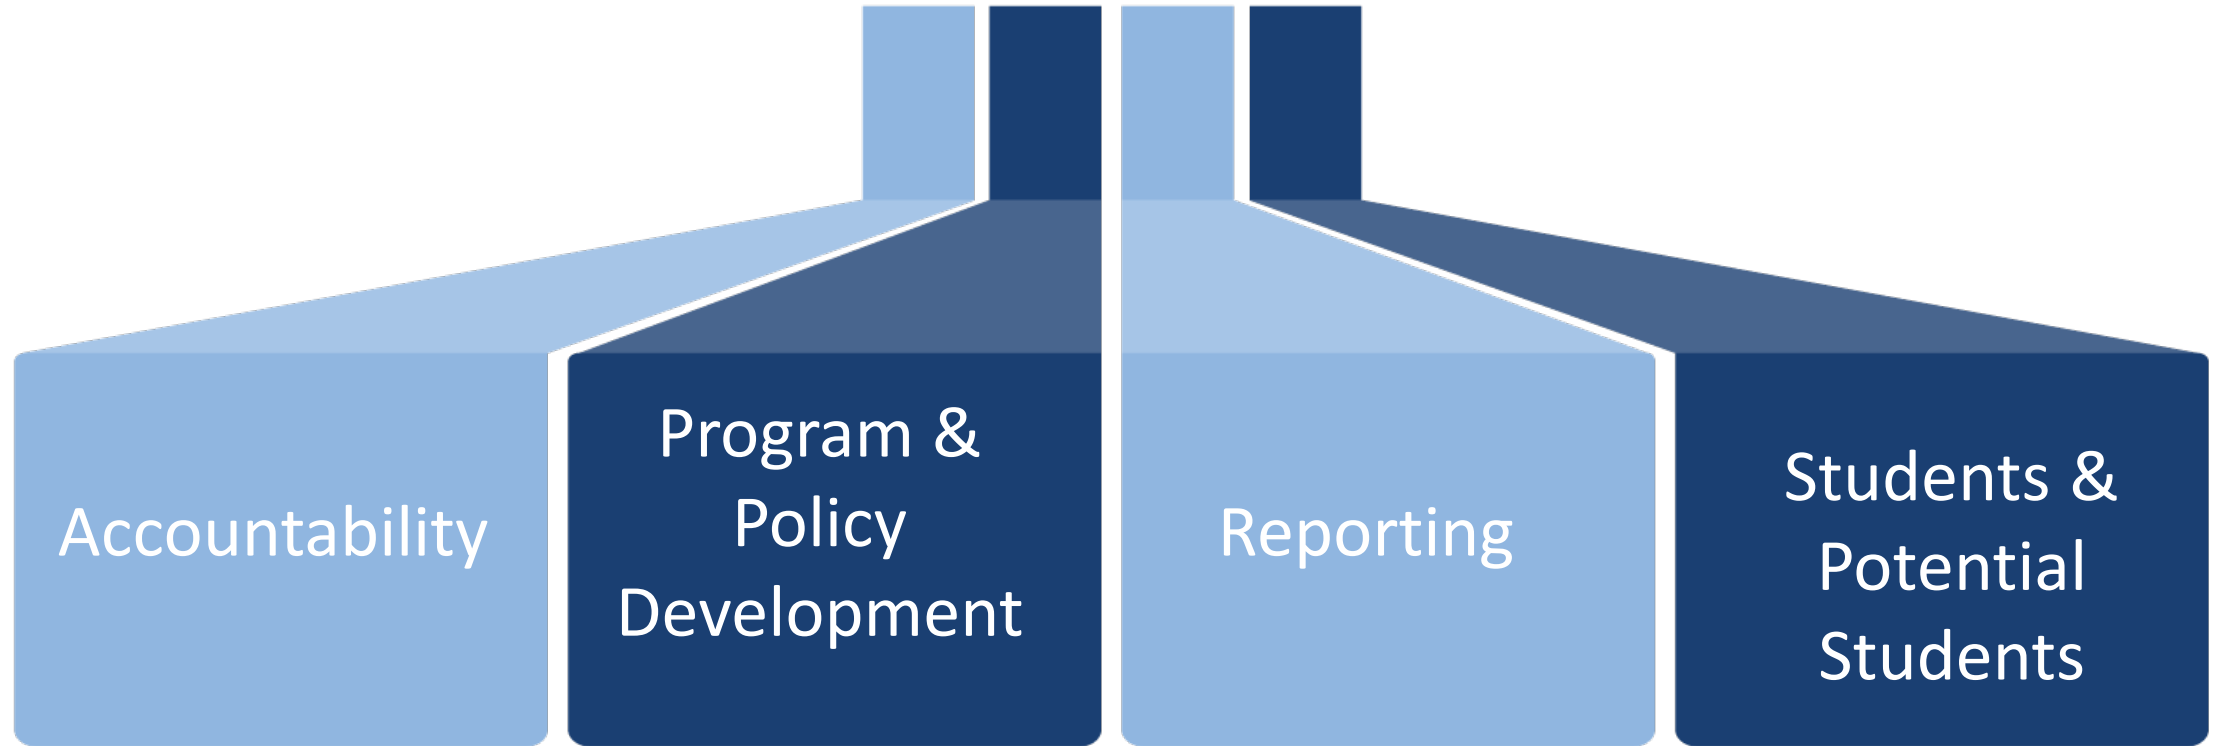 Accountability
Program &
Policy
Development
Reporting
Students &
Potential
Students